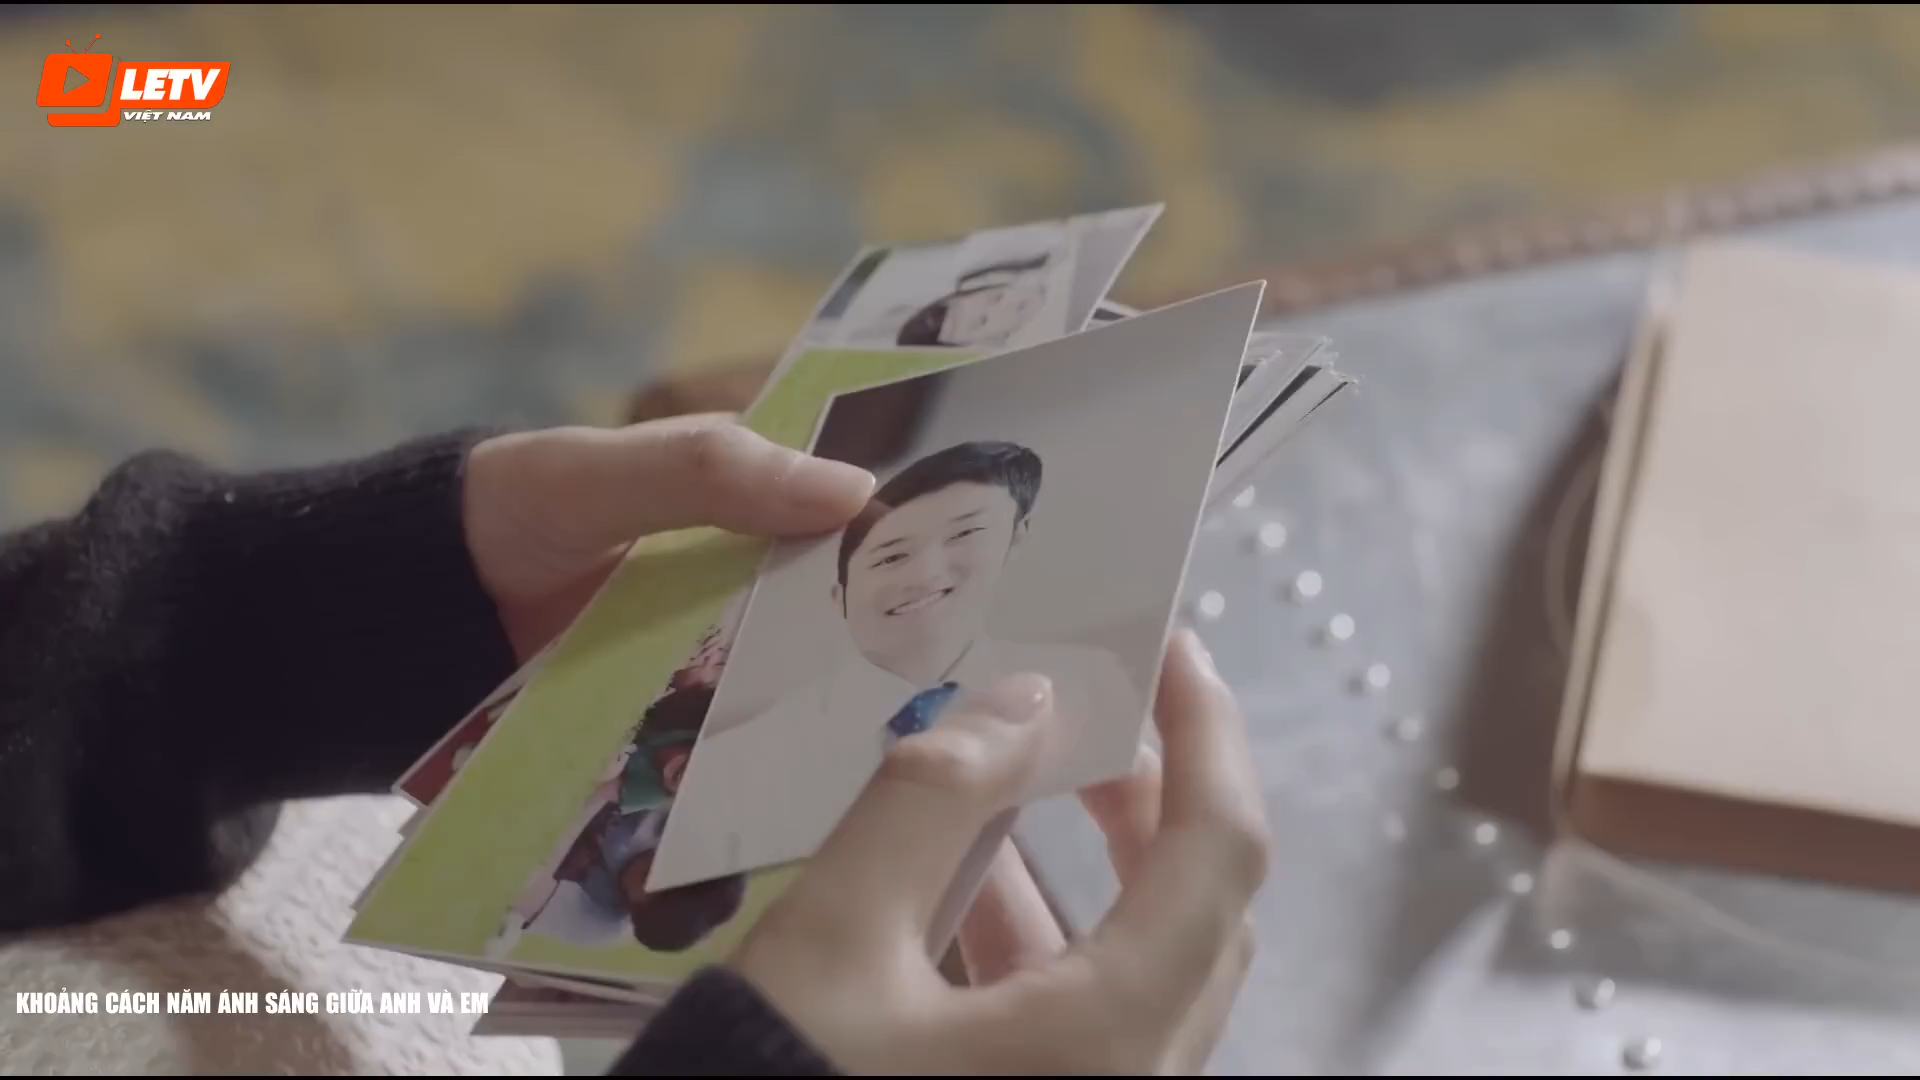 LETV
VIỆT NAM
KHOẢNG CÁCH NĂM ÁNH SÁNG GIỮA ANH VÀ EM